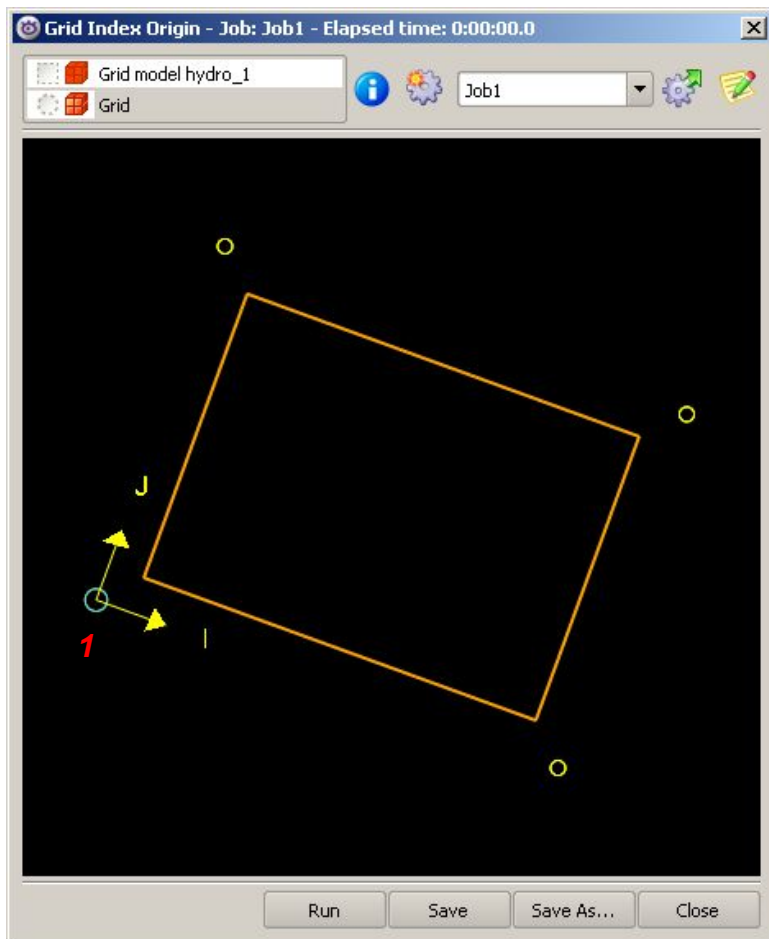 Grid Index Origin - Job: Job1 - Elapsed time: 0:00:00.0
Grid model hydro_1
Grid
Job1
J
1
I
Run
Save
Save As...
Close